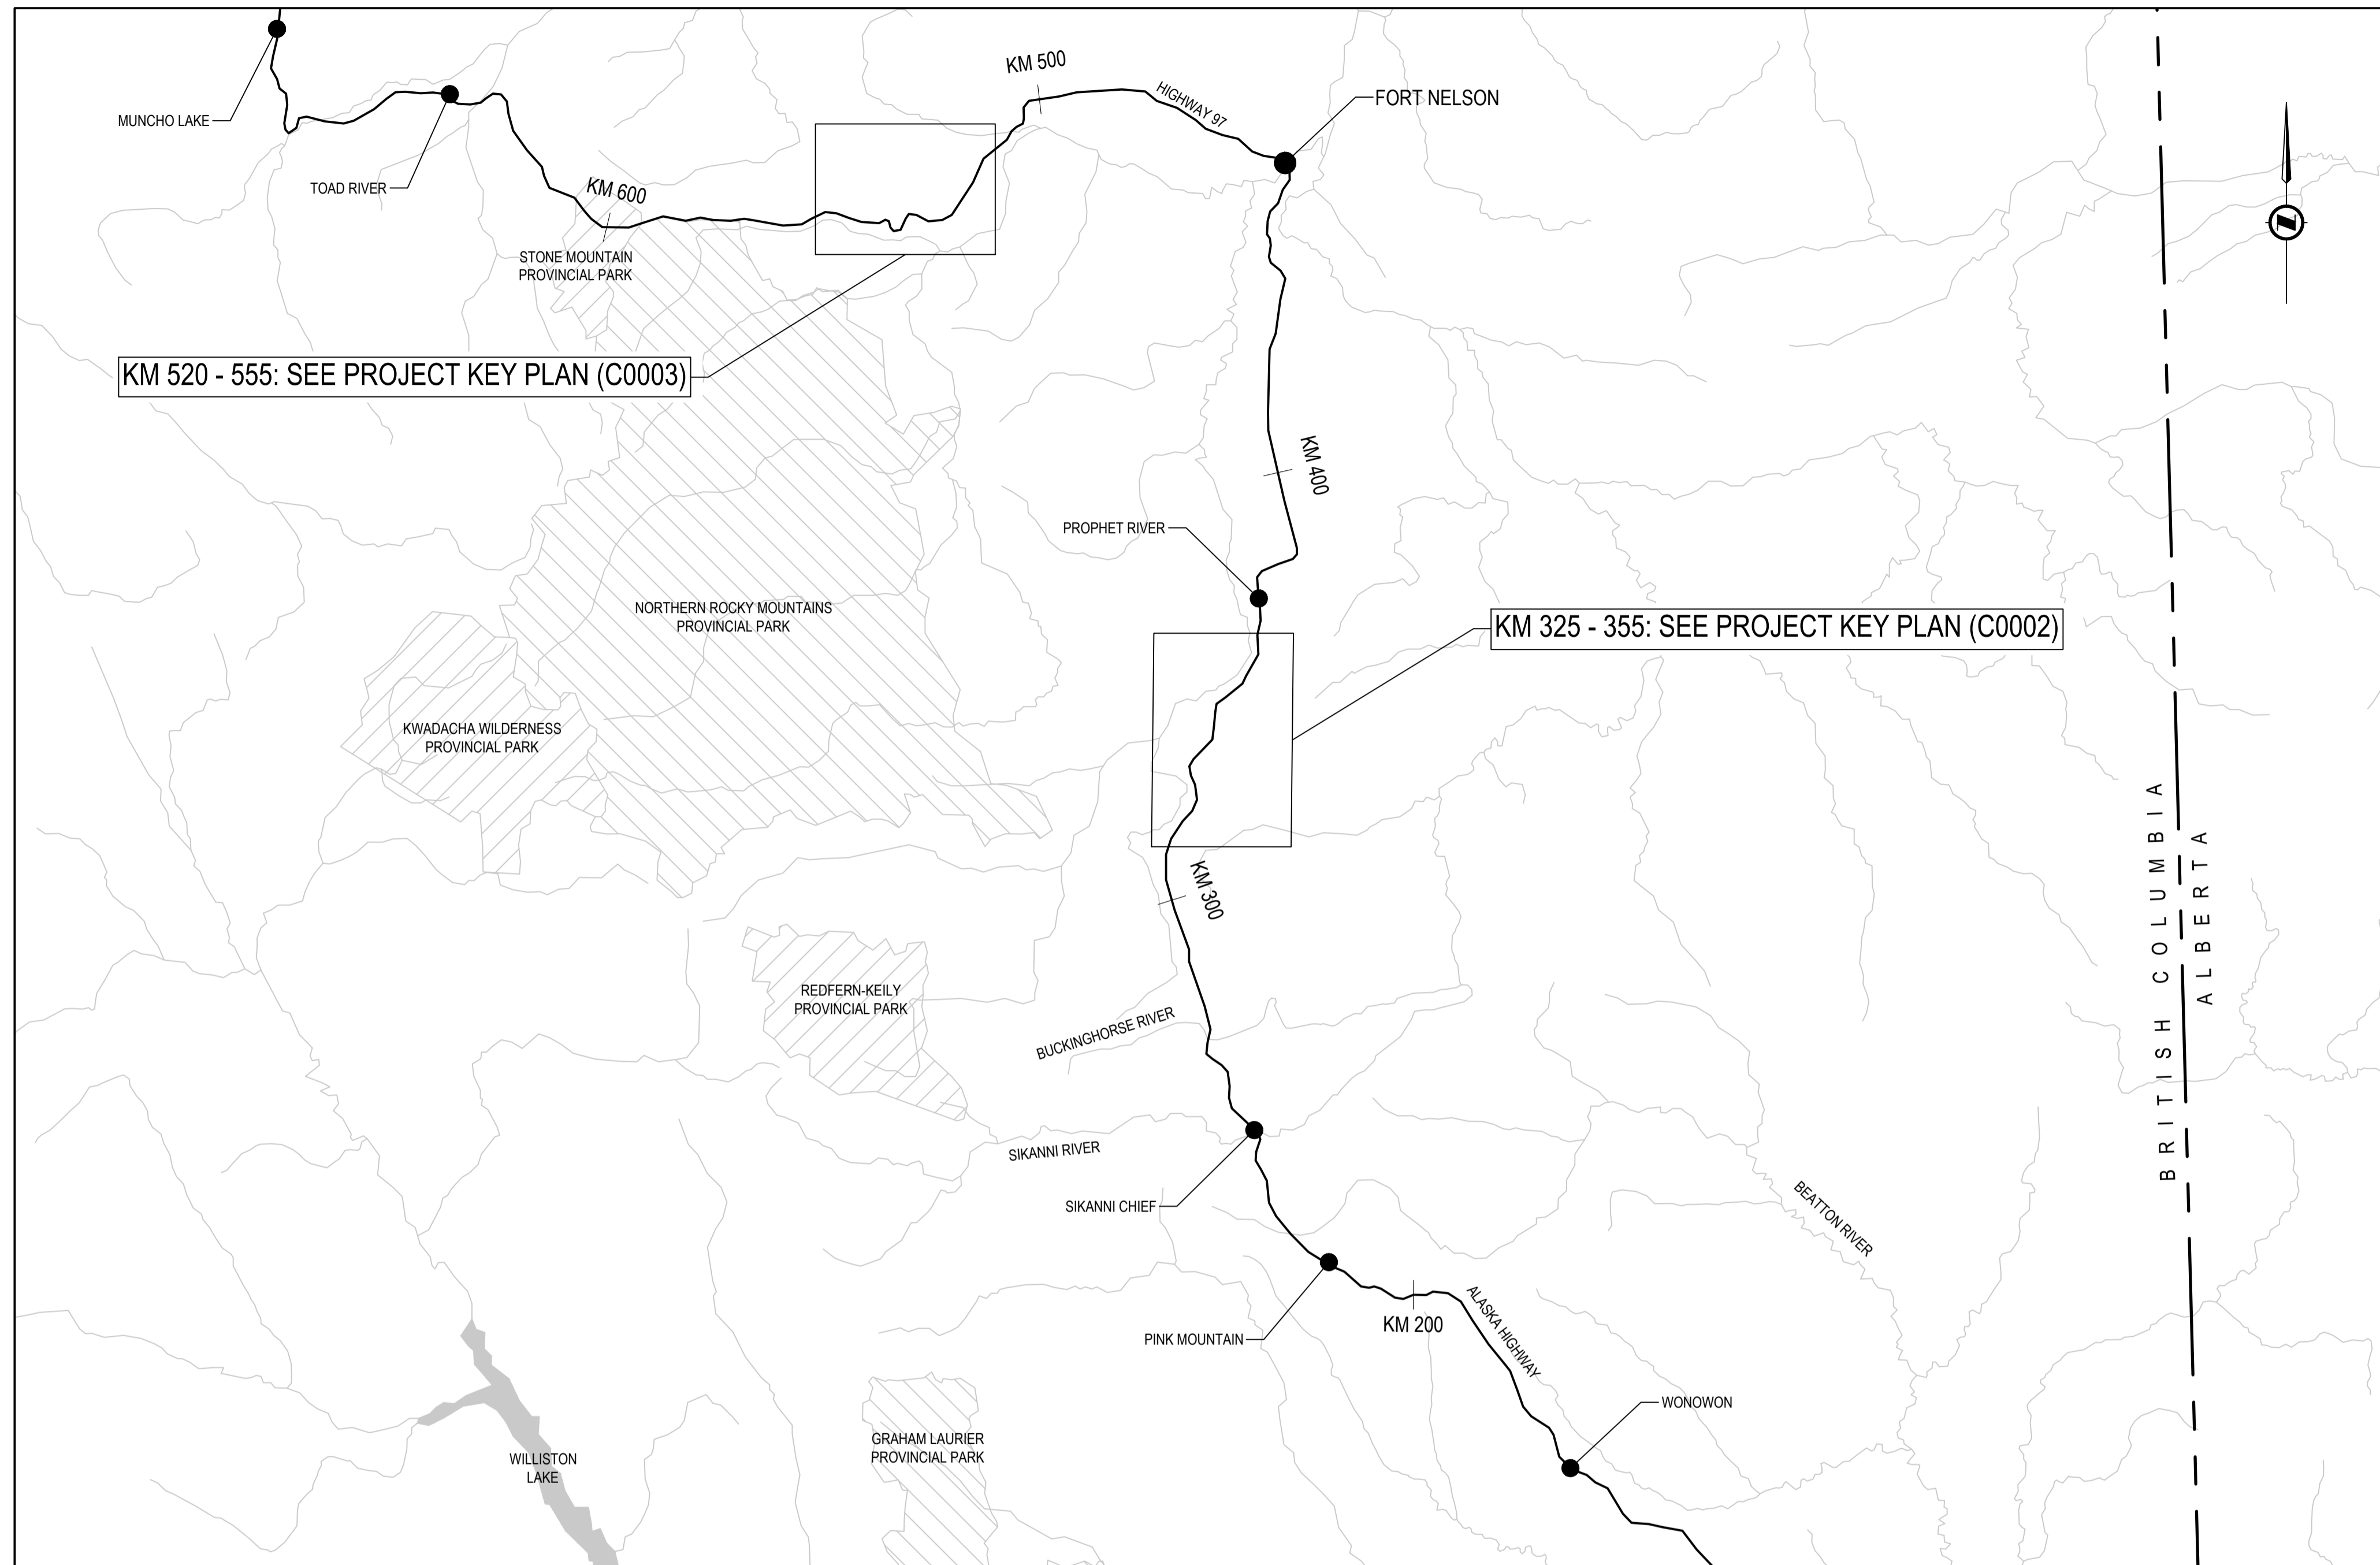 KM 500
HIGHWAY 97
FORT NELSON
MUNCHO LAKE
TOAD RIVER
KM 600
STONE MOUNTAIN
PROVINCIAL PARK
N
KM 520 - 555: SEE PROJECT KEY PLAN (C0003)
KM 400
PROPHET RIVER
NORTHERN ROCKY MOUNTAINS
PROVINCIAL PARK
KM 325 - 355: SEE PROJECT KEY PLAN (C0002)
KWADACHA WILDERNESS
PROVINCIAL PARK
KM 300
BRITISH COLUMBIA
ALBERTA
REDFERN-KEILY
PROVINCIAL PARK
BUCKINGHORSE RIVER
SIKANNI RIVER
SIKANNI CHIEF
BEATTON RIVER
PINK MOUNTAIN
KM 200
ALASKA HIGHWAY
WONOWON
GRAHAM LAURIER
PROVINCIAL PARK
WILLISTON
LAKE